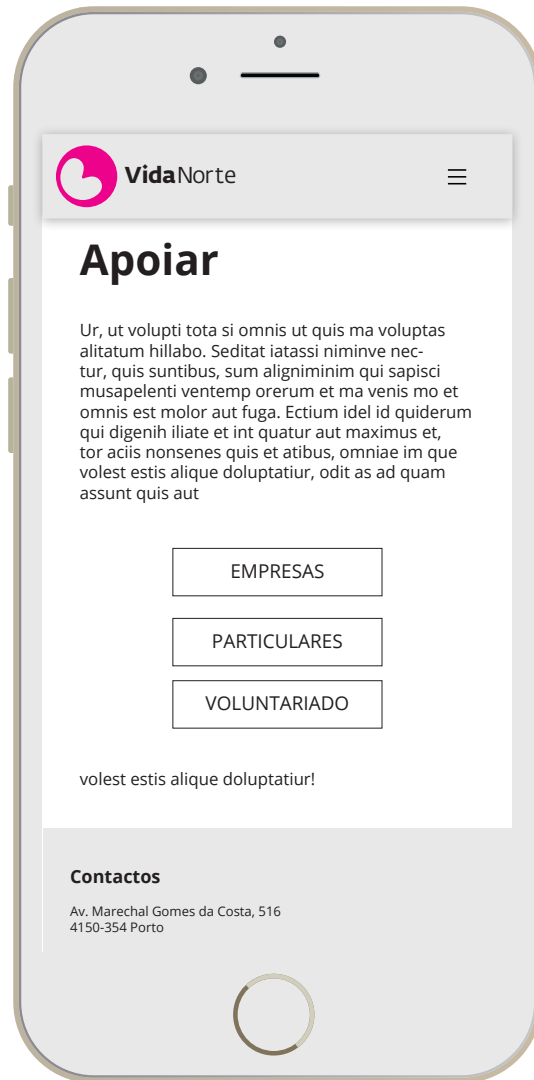 VidaNorte
Apoiar
Ur, ut volupti tota si omnis ut quis ma voluptas
alitatum hillabo. Seditat iatassi niminve nec-
tur, quis suntibus, sum aligniminim qui sapisci
musapelenti ventemp orerum et ma venis mo et
omnis est molor aut fuga. Ectium idel id quiderum
qui digenih iliate et int quatur aut maximus et,
tor aciis nonsenes quis et atibus, omniae im que
volest estis alique doluptatiur, odit as ad quam
assunt quis aut
EMPRESAS
PARTICULARES
VOLUNTARIADO
volest estis alique doluptatiur!
Contactos
Av. Marechal Gomes da Costa, 516
4150-354 Porto